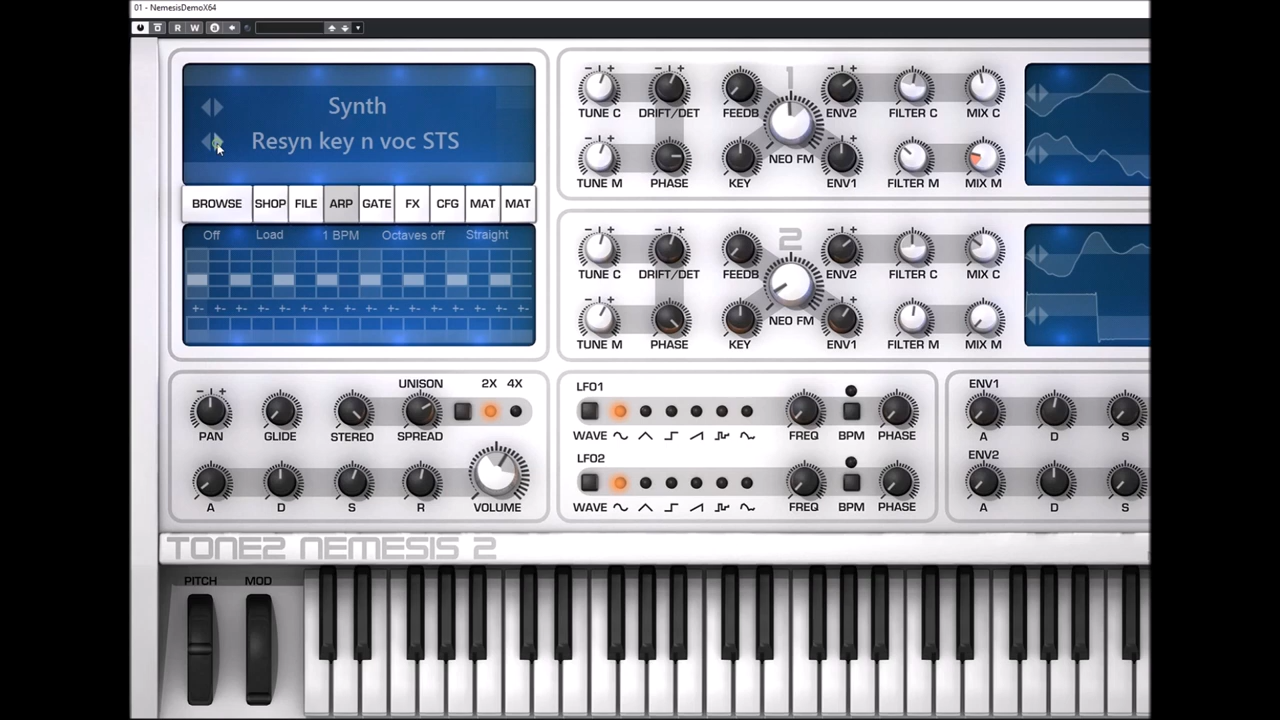 01 - NemesisDemoX64
R W
Synth
Resyn key n voc STS
BROWSE SHOP FILE ARP GATE FX CFG MAT MAT
Off Load 1 BPM Octaves off Straight
+- +- +- +- +- +- +- +- +- +- +- +- +- +- +- +-
1
TUNE C DRIFT/DET FEEDB ENV2 FILTER C MIX C
NEO FM
TUNE M PHASE KEY ENV1 FILTER M MIX M
2
TUNE C DRIFT/DET FEEDB ENV2 FILTER C MIX C
NEO FM
TUNE M PHASE KEY ENV1 FILTER M MIX M
UNISON 2X 4X
PAN GLIDE STEREO SPREAD
A D S R VOLUME
LFO1
WAVE FREQ BPM PHASE
LFO2
WAVE FREQ BPM PHASE
ENV1
A D S
ENV2
A D S
TONE2 NEMESIS 2
PITCH MOD